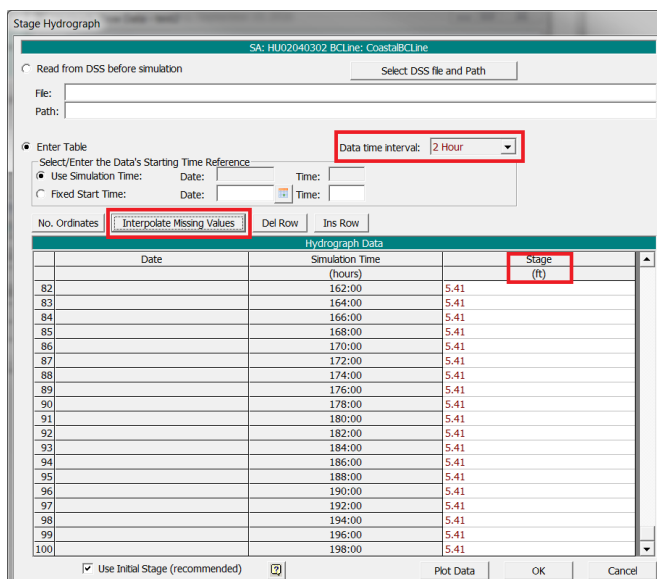 Stage Hydrograph
SA: HU02040302 BCLine: CoastalBCLine
Read from DSS before simulation
Select DSS file and Path
File:
Path:
Enter Table
Data time interval: 2 Hour
Select/Enter the Data's Starting Time Reference
Use Simulation Time: Date: Time:
Fixed Start Time: Date: Time:
No. Ordinates Interpolate Missing Values Del Row Ins Row
Hydrograph Data
Date Simulation Time Stage
(hours) (ft)
82 162:00 5.41
83 164:00 5.41
84 166:00 5.41
85 168:00 5.41
86 170:00 5.41
87 172:00 5.41
88 174:00 5.41
89 176:00 5.41
90 178:00 5.41
91 180:00 5.41
92 182:00 5.41
93 184:00 5.41
94 186:00 5.41
95 188:00 5.41
96 190:00 5.41
97 192:00 5.41
98 194:00 5.41
99 196:00 5.41
100 198:00 5.41
Use Initial Stage (recommended) ? Plot Data OK Cancel